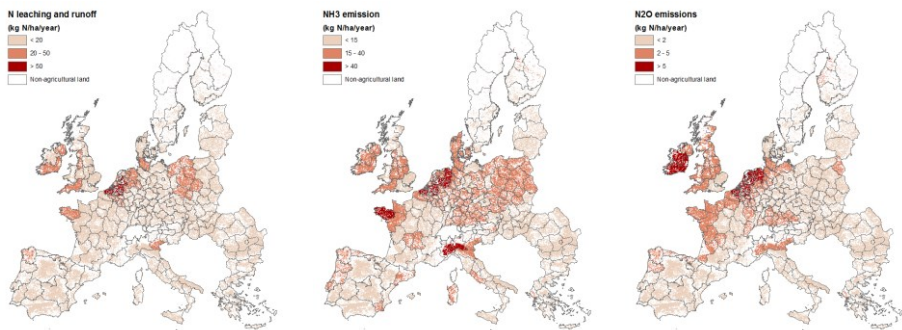 N leaching and runoff
(kg N/ha/year)
< 20
20 - 50
> 50
Non-agricultural land
NH3 emission
(kg N/ha/year)
< 15
15 - 40
> 40
Non-agricultural land
N2O emissions
(kg N/ha/year)
< 2
2 - 5
> 5
Non-agricultural land